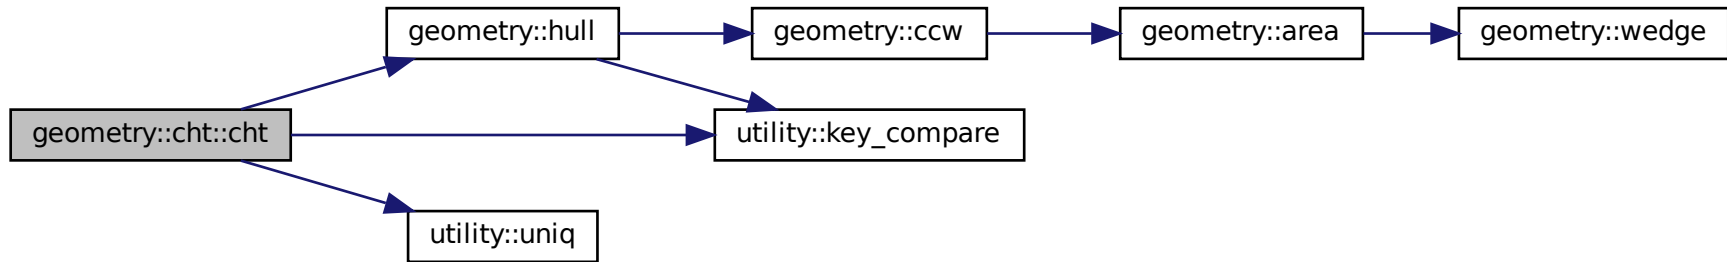 geometry::hull
geometry::ccw
geometry::area
geometry::wedge
geometry::cht::cht
utility::key_compare
utility::uniq